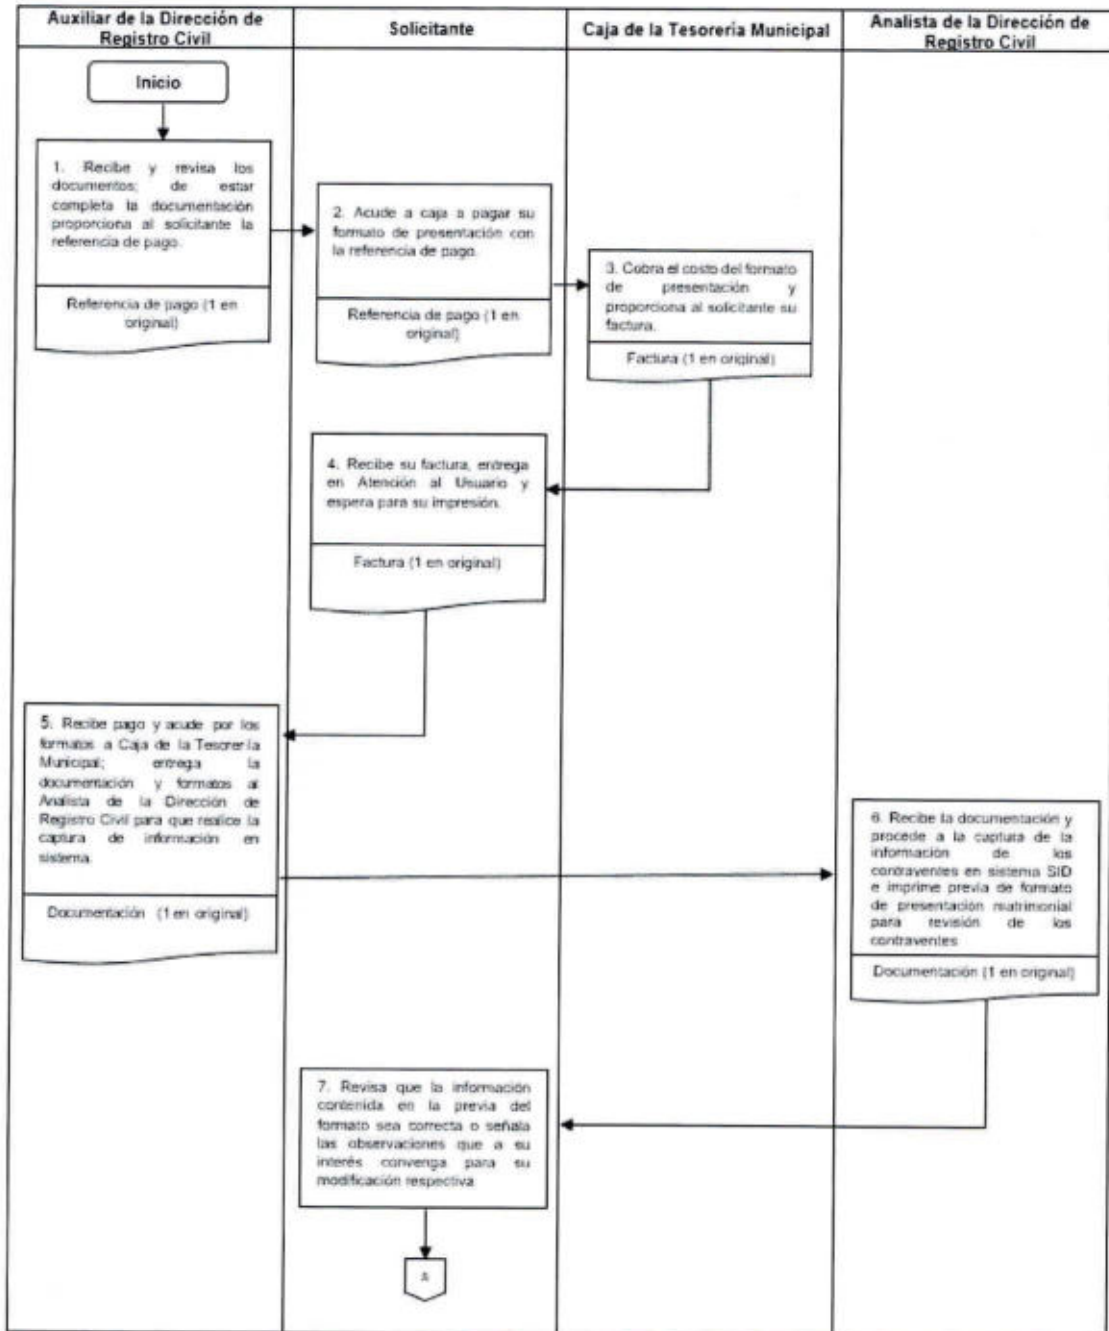 Auxiliar de la Dirección de
Registro Civil
Solicitante
Caja de la Tesorería Municipal
Analista de la Dirección de
Registro Civil
Inicio
1. Recibe y revisa los
documentos; de estar
completa la documentación
proporciona al solicitante la
referencia de pago.
Referencia de pago (1 en
original)
2. Acude a caja a pagar su
formato de presentación con
la referencia de pago.
Referencia de pago (1 en
original)
3. Cobra el costo del formato
de presentación y
proporciona al solicitante su
factura.
Factura (1 en original)
4. Recibe su factura, entrega
en Atención al Usuario y
espera para su impresión.
Factura (1 en original)
5. Recibe pago y acude por los
formatos a Caja de la Tesorería
Municipal; entrega la
documentación y formatos al
Analista de la Dirección de
Registro Civil para que realice la
captura de información en
sistema.
Documentación (1 en original)
6. Recibe la documentación y
procede a la captura de la
información de los
contraventes en sistema SID
e imprime previa de formato
de presentación matrimonial
para revisión de los
contraventes
Documentación (1 en original)
7. Revisa que la información
contenida en la previa del
formato sea correcta o señala
las observaciones que a su
interés convenga para su
modificación respectiva
A